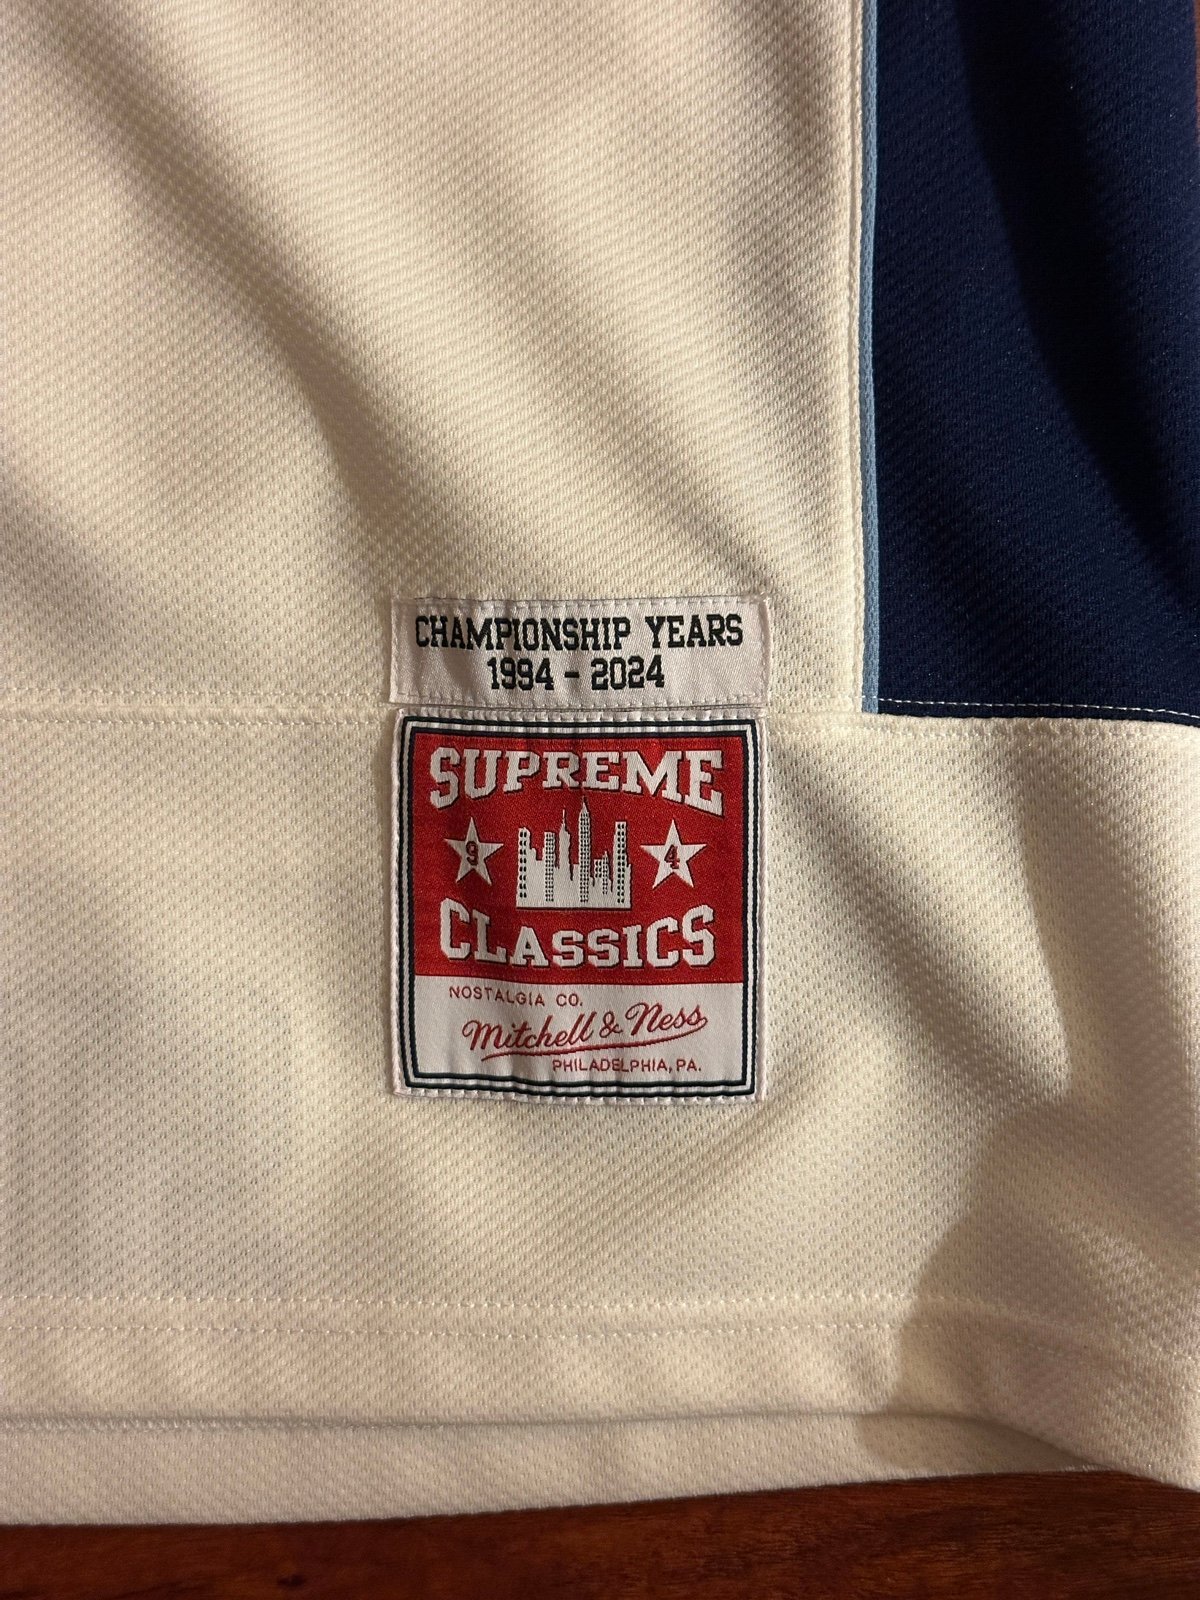 CHAMPIONSHIP YEARS
1994 - 2024
SUPREME
9 4
CLASSICS
NOSTALGIA CO.
Mitchell & Ness
PHILADELPHIA, PA.